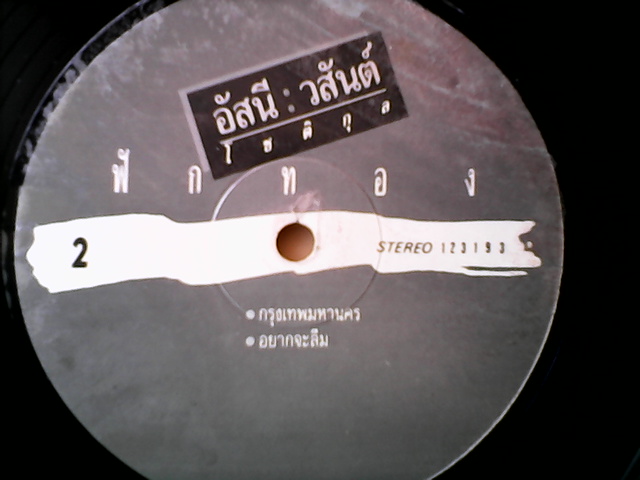 อัสนี : วสันต์
โชติกุล
ฟักทอง
2
STEREO 123193
กรุงเทพมหานคร
อยากจะลืม